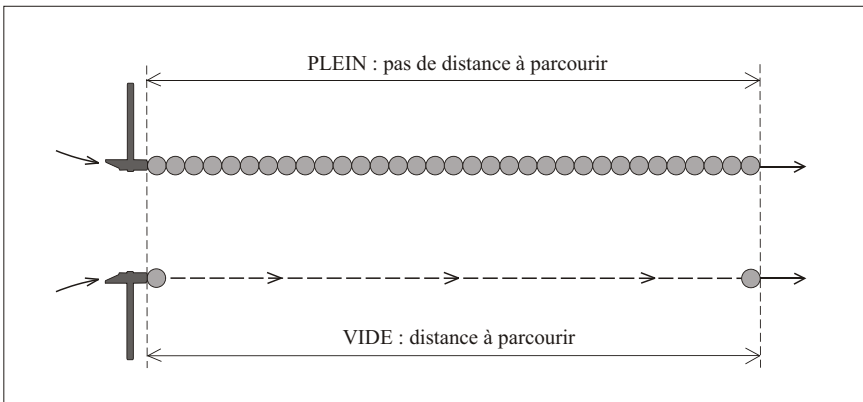 PLEIN : pas de distance à parcourir
VIDE : distance à parcourir